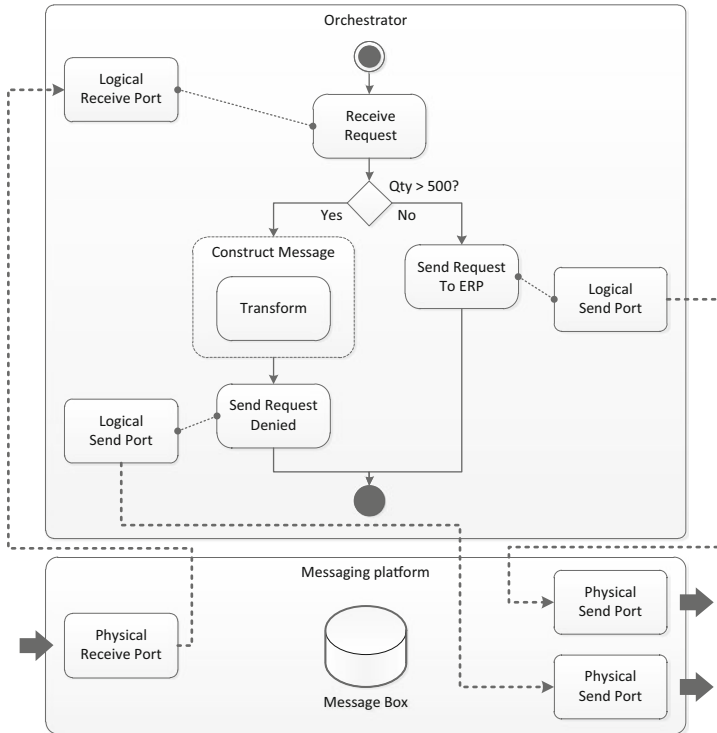 Orchestrator
Logical
Receive Port
Receive
Request
Qty > 500?
Yes
No
Construct Message
Transform
Send Request
To ERP
Logical
Send Port
Logical
Send Port
Send Request
Denied
Messaging platform
Physical
Receive Port
Message Box
Physical
Send Port
Physical
Send Port